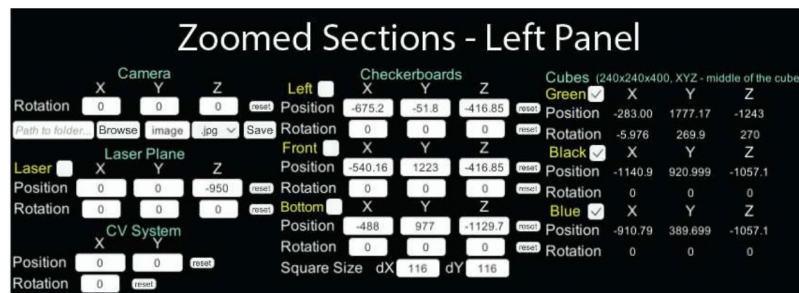 Zoomed Sections - Left Panel
Camera
X Y Z
Rotation 0 0 0 reset
Path to folder... Browse image .jpg Save
Laser Plane
Laser X Y Z
Position 0 0 -950 reset
Rotation 0 0 0 reset
CV System
X Y
Position 0 0 reset
Rotation 0 reset
Checkerboards
Left X Y Z
Position -675.2 -51.8 -416.85 reset
Rotation 0 0 0 reset
Front X Y Z
Position -540.16 1223 -416.85 reset
Rotation 0 0 0 reset
Bottom X Y Z
Position -488 977 -1129.7 reset
Rotation 0 0 0 reset
Square Size dX 116 dY 116
Cubes (240x240x400, XYZ - middle of the cube
Green X Y Z
Position -283.00 1777.17 -1243
Rotation -5.976 269.9 270
Black X Y Z
Position -1140.9 920.999 -1057.1
Rotation 0 0 0
Blue X Y Z
Position -910.79 389.699 -1057.1
Rotation 0 0 0